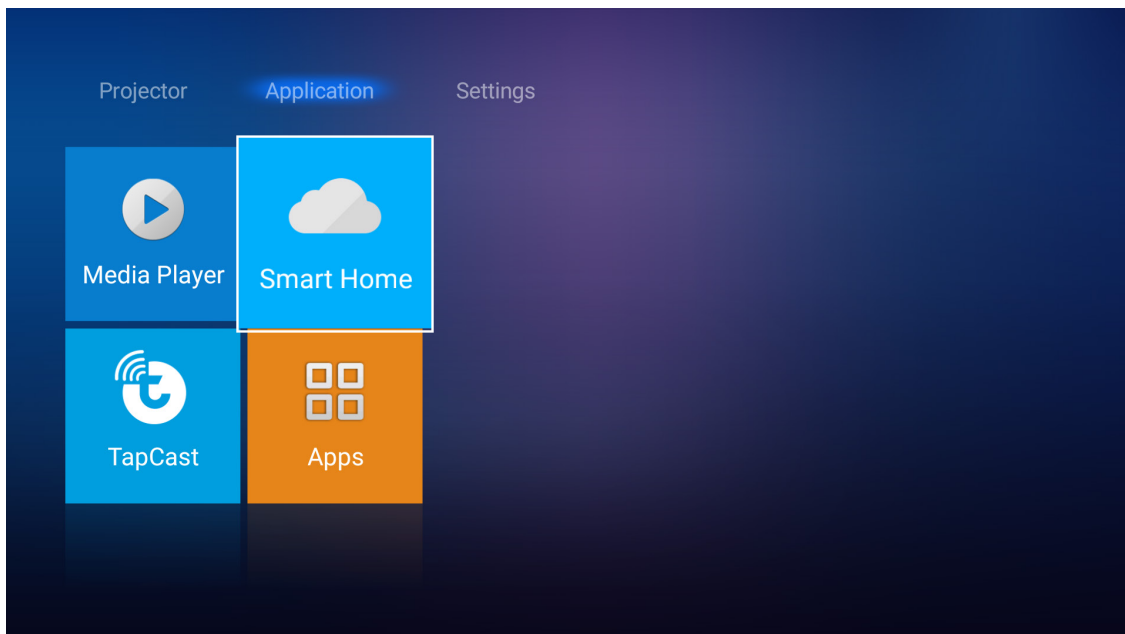 Projector Application Settings
Media Player
Smart Home
TapCast
Apps